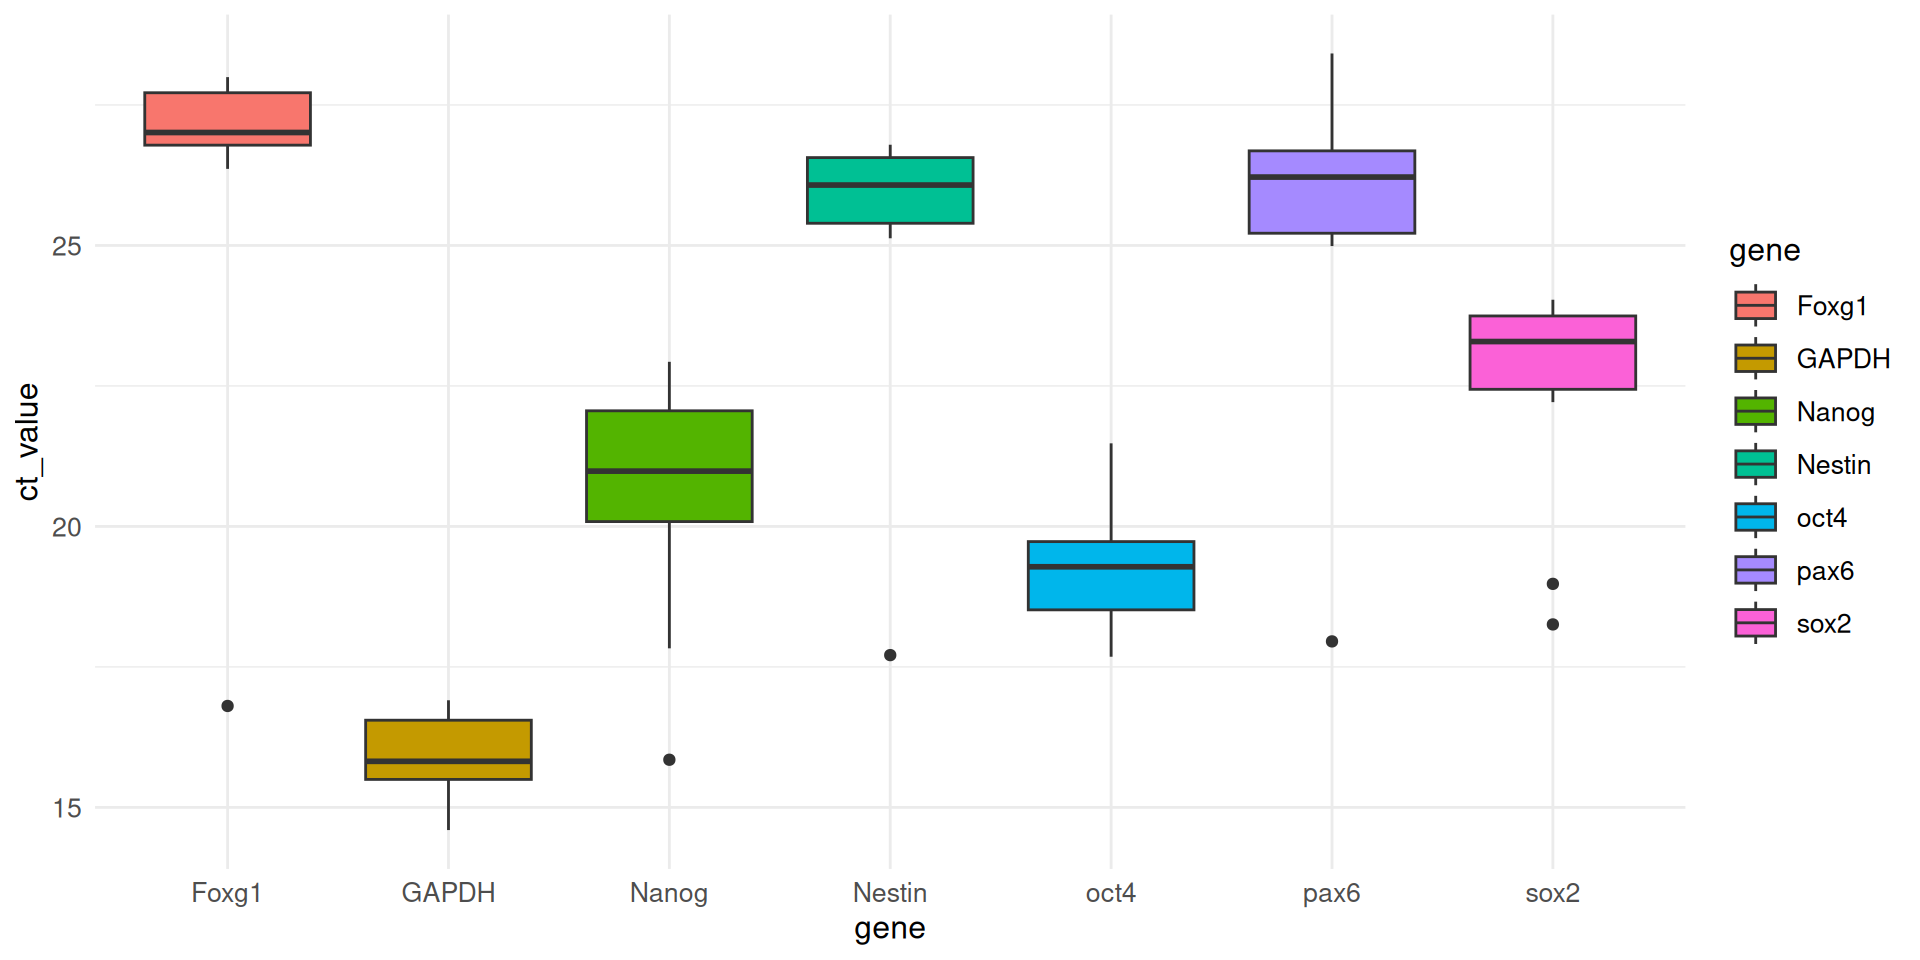 25
20
15
ct_value
Foxg1
GAPDH
Nanog
Nestin
oct4
pax6
sox2
gene
gene
Foxg1
GAPDH
Nanog
Nestin
oct4
pax6
sox2